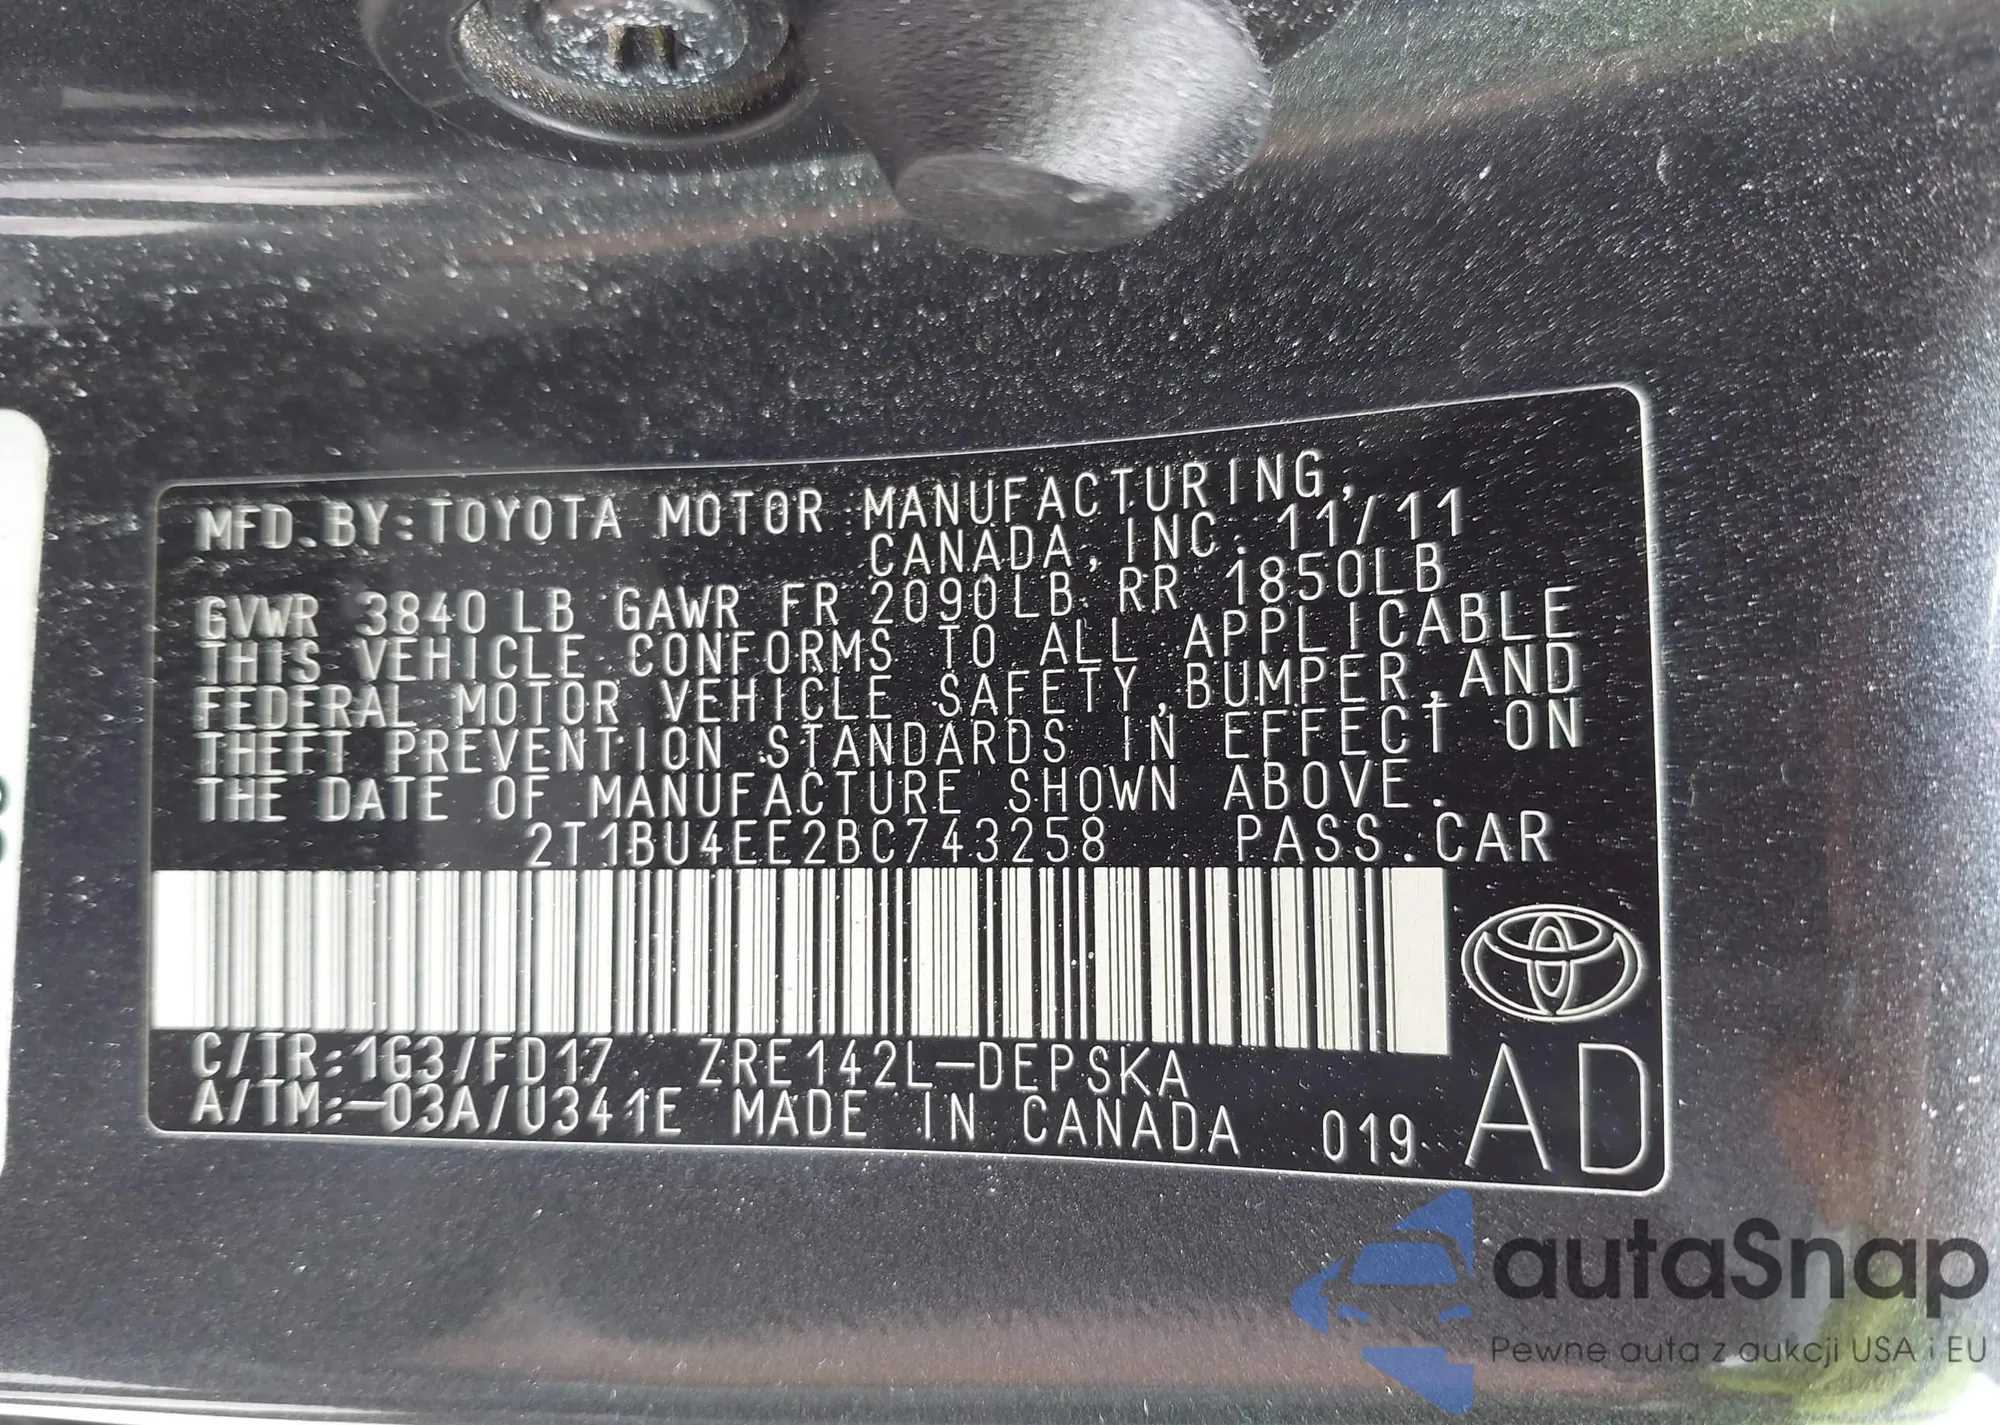 MFD. BY: TOYOTA MOTOR MANUFACTURING,
CANADA, INC. 11/11
GVWR 3840 LB GAWR FR 2090LB RR 1850LB
THIS VEHICLE CONFORMS TO ALL APPLICABLE
FEDERAL MOTOR VEHICLE SAFETY, BUMPER, AND
THEFT PREVENTION STANDARDS IN EFFECT ON
THE DATE OF MANUFACTURE SHOWN ABOVE.
2T1BU4EE2BC743258 PASS. CAR
C/TR: 1G3/FD17 ZRE142L-DEPSKA
A/TM:-03A/U341E MADE IN CANADA 019 AD
autaSnap
Pewne auta z aukcji USA i EU